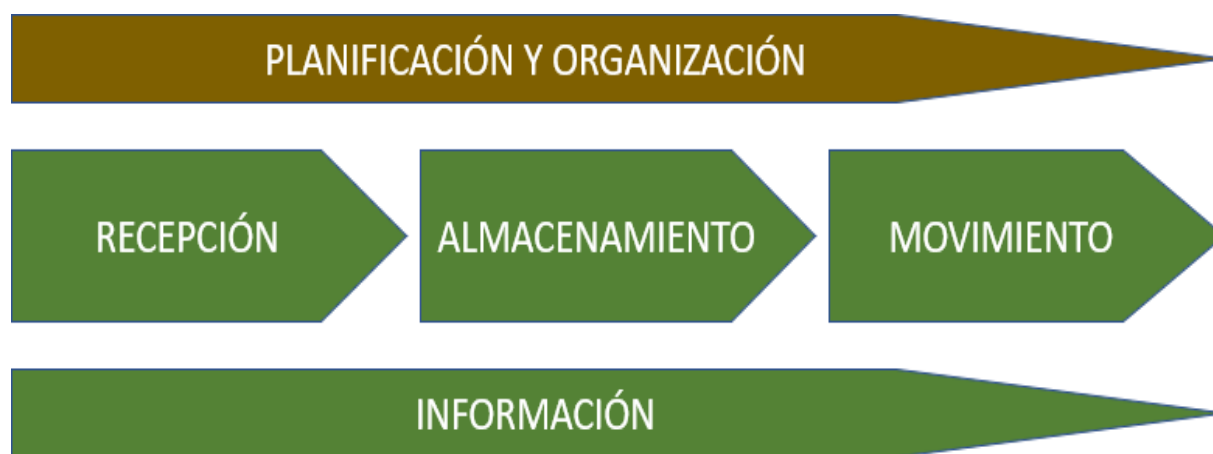 PLANIFICACIÓN Y ORGANIZACIÓN
RECEPCIÓN
ALMACENAMIENTO
MOVIMIENTO
INFORMACIÓN